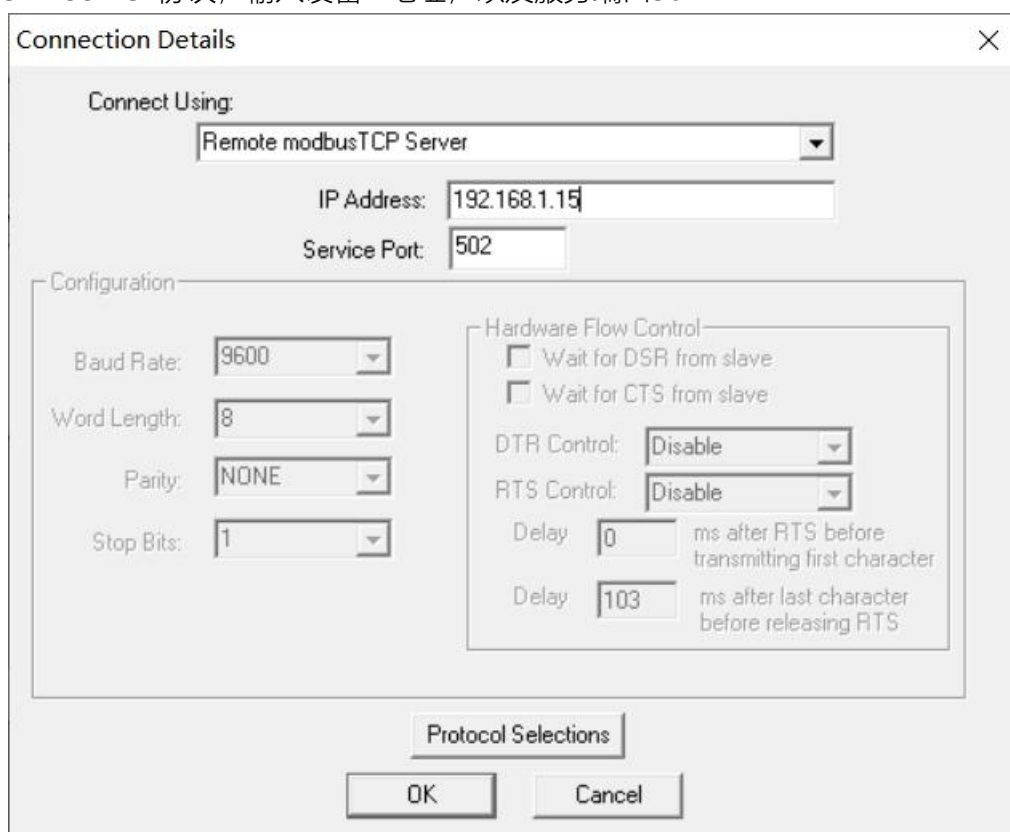 Connection Details
Connect Using:
Remote modbusTCP Server
IP Address: 192.168.1.15
Service Port: 502
Configuration
Baud Rate: 9600
Word Length: 8
Parity: NONE
Stop Bits: 1
Hardware Flow Control
Wait for DSR from slave
Wait for CTS from slave
DTR Control: Disable
RTS Control: Disable
Delay 0 ms after RTS before
transmitting first character
Delay 103 ms after last character
before releasing RTS
Protocol Selections
OK Cancel